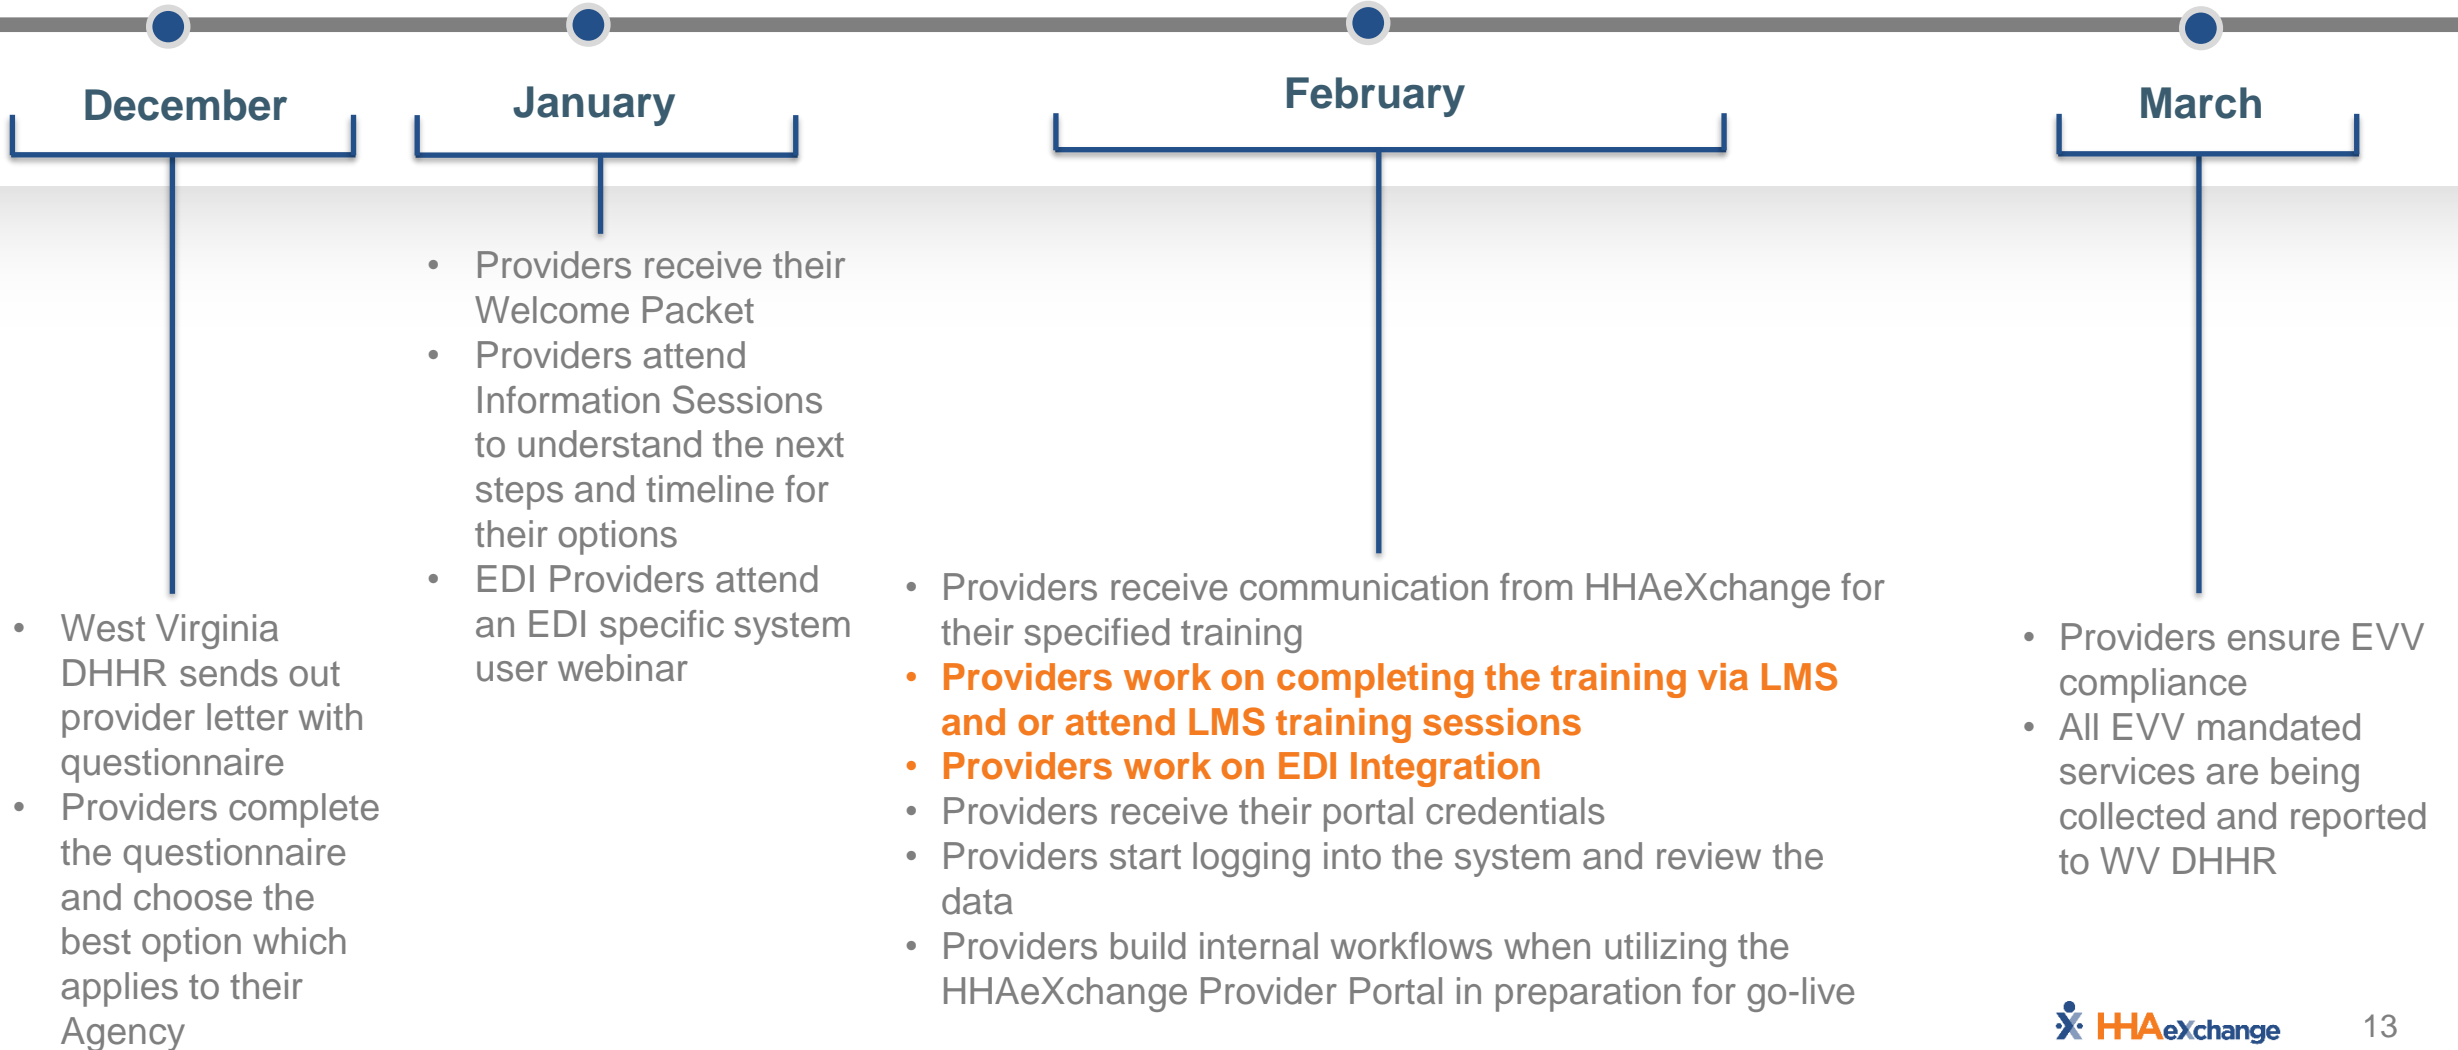 December
• West Virginia
DHHR sends out
provider letter with
questionnaire
• Providers complete
the questionnaire
and choose the
best option which
applies to their
Agency
January
• Providers receive their
Welcome Packet
• Providers attend
Information Sessions
to understand the next
steps and timeline for
their options
• EDI Providers attend
an EDI specific system
user webinar
February
• Providers receive communication from HHAeXchange for
their specified training
• Providers work on completing the training via LMS
and or attend LMS training sessions
• Providers work on EDI Integration
• Providers receive their portal credentials
• Providers start logging into the system and review the
data
• Providers build internal workflows when utilizing the
HHAeXchange Provider Portal in preparation for go-live
March
• Providers ensure EVV
compliance
• All EVV mandated
services are being
collected and reported
to WV DHHR
HHAeXchange
13